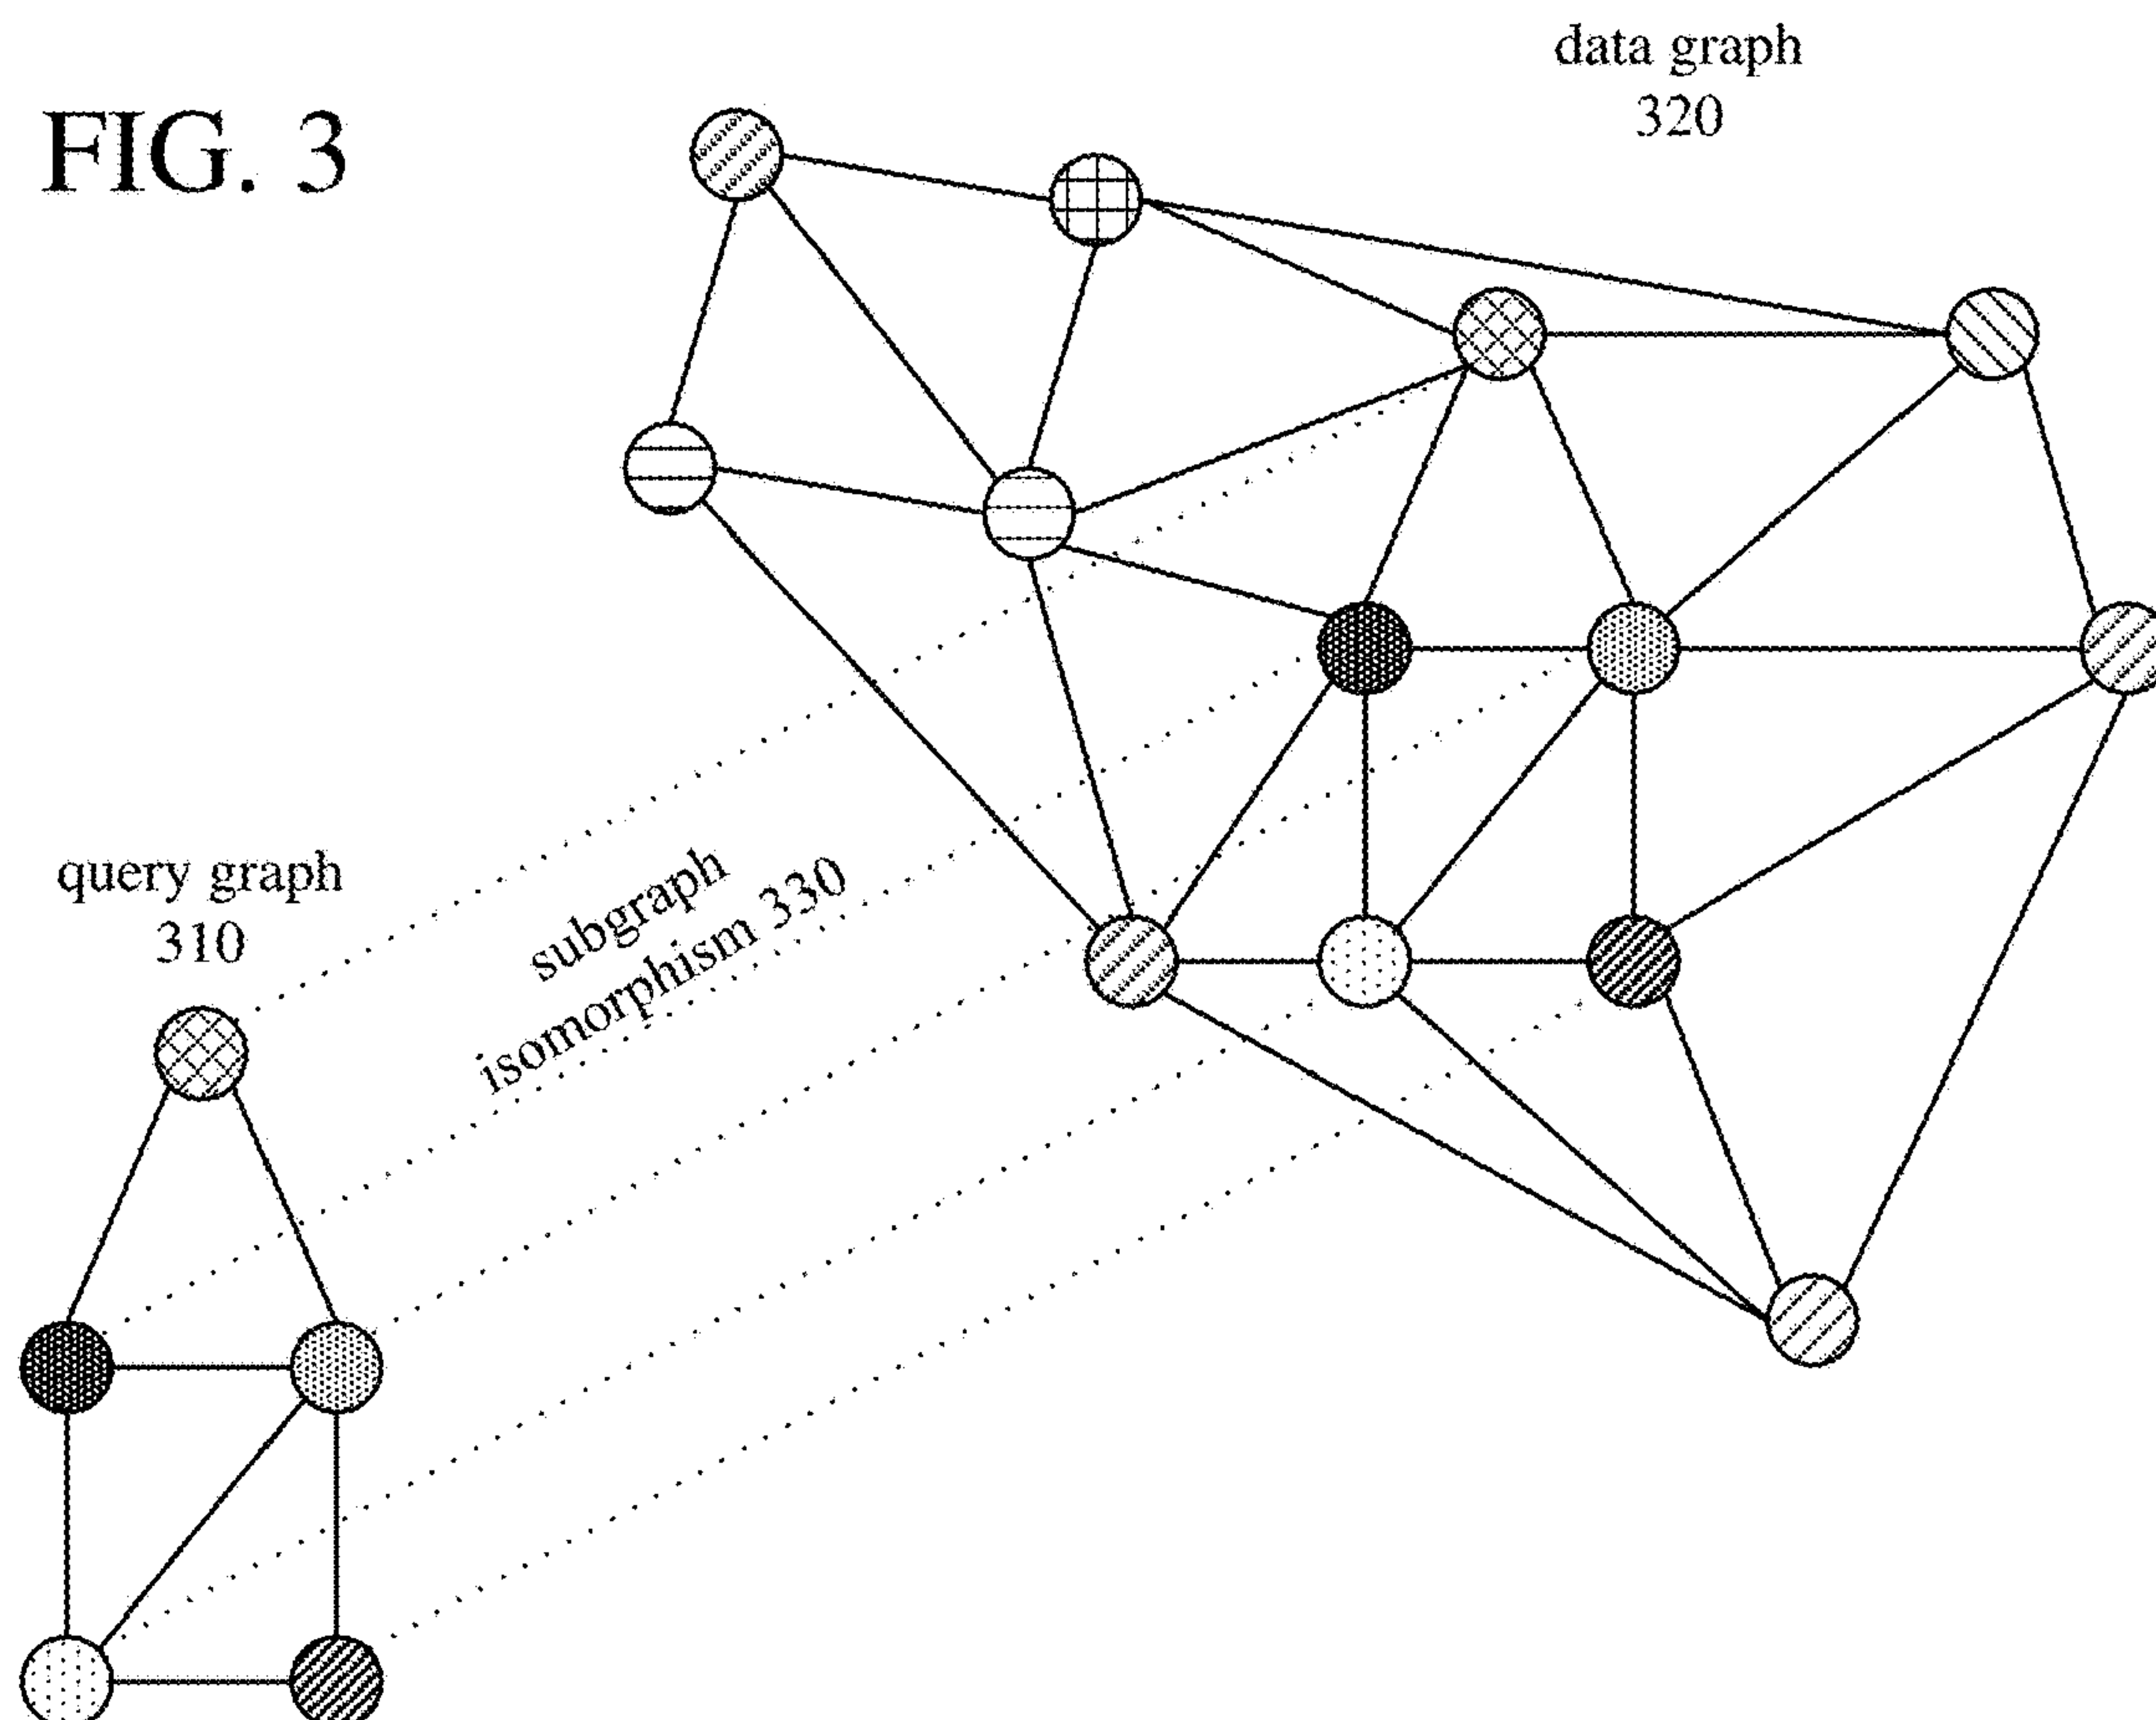 FIG. 3
data graph
320
query graph
310
subgraph
isomorphism 330